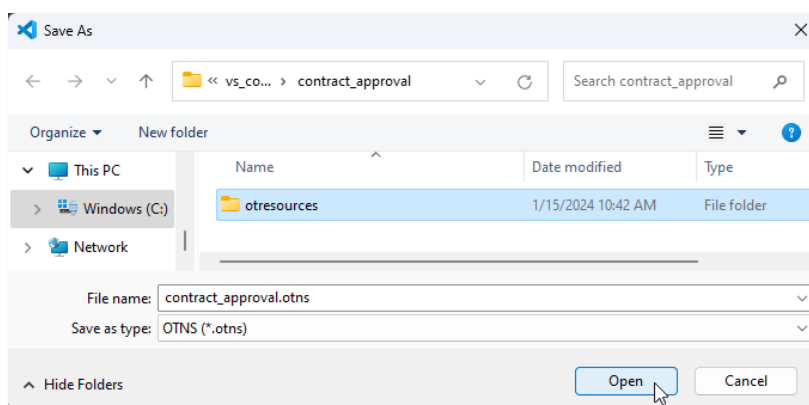 Save As
« vs_co... > contract_approval
Search contract_approval
Organize New folder
?
This PC
Windows (C:)
Network
Name Date modified Type
otresources 1/15/2024 10:42 AM File folder
File name: contract_approval.otns
Save as type: OTNS (*.otns)
Hide Folders
Open Cancel